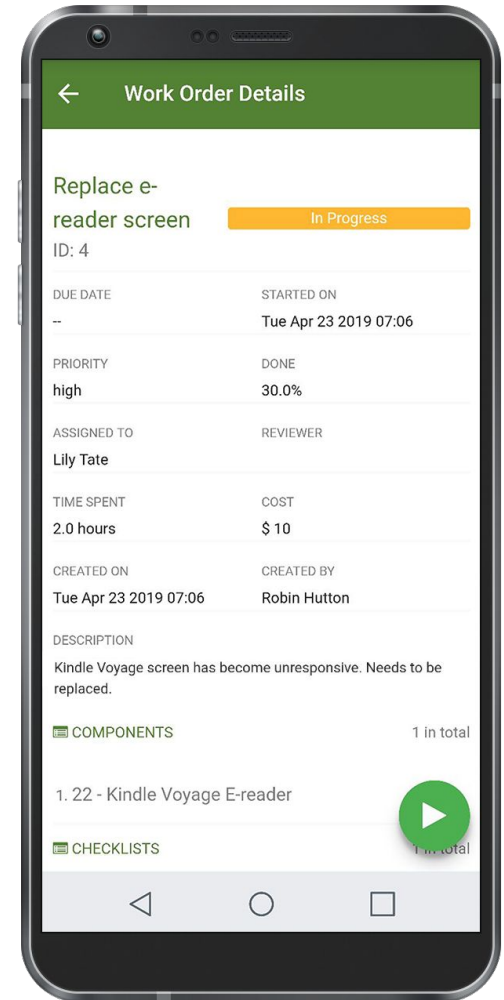 Work Order Details
Replace e-
reader screen
In Progress
ID: 4
DUE DATE
STARTED ON
--
Tue Apr 23 2019 07:06
PRIORITY
DONE
high
30.0%
ASSIGNED TO
REVIEWER
Lily Tate
TIME SPENT
COST
2.0 hours
$ 10
CREATED ON
CREATED BY
Tue Apr 23 2019 07:06
Robin Hutton
DESCRIPTION
Kindle Voyage screen has become unresponsive. Needs to be
replaced.
COMPONENTS
1 in total
1. 22 - Kindle Voyage E-reader
CHECKLISTS
1 in total